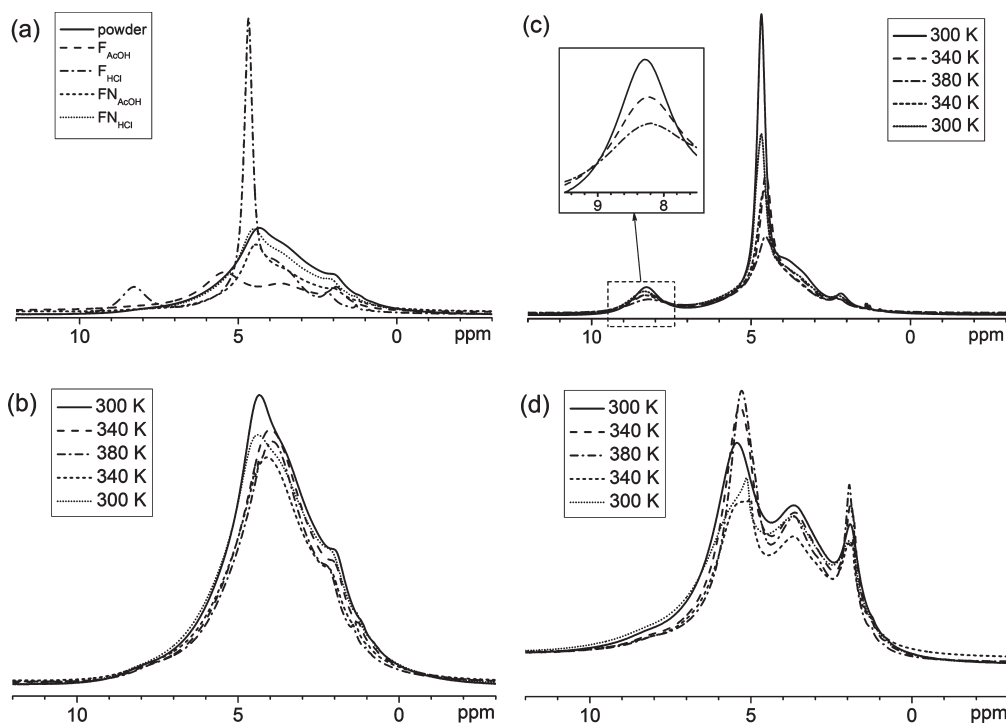 (a)
powder
F_AcOH
F_HCl
FN_AcOH
FN_HCl
10 5 0 ppm
(c)
300 K
340 K
380 K
340 K
300 K
9 8
10 5 0 ppm
(b)
300 K
340 K
380 K
340 K
300 K
10 5 0 ppm
(d)
300 K
340 K
380 K
340 K
300 K
10 5 0 ppm